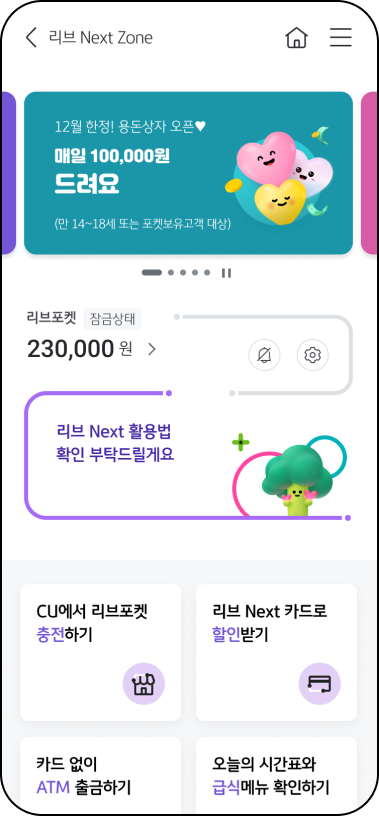 리브 Next Zone
12월 한정! 용돈상자 오픈♥
매일 100,000원
드려요
(만 14~18세 또는 포켓보유고객 대상)
리브포켓 잠금상태
230,000 원
리브 Next 활용법
확인 부탁드릴게요
CU에서 리브포켓
충전하기
리브 Next 카드로
할인받기
카드 없이
ATM 출금하기
오늘의 시간표와
급식메뉴 확인하기